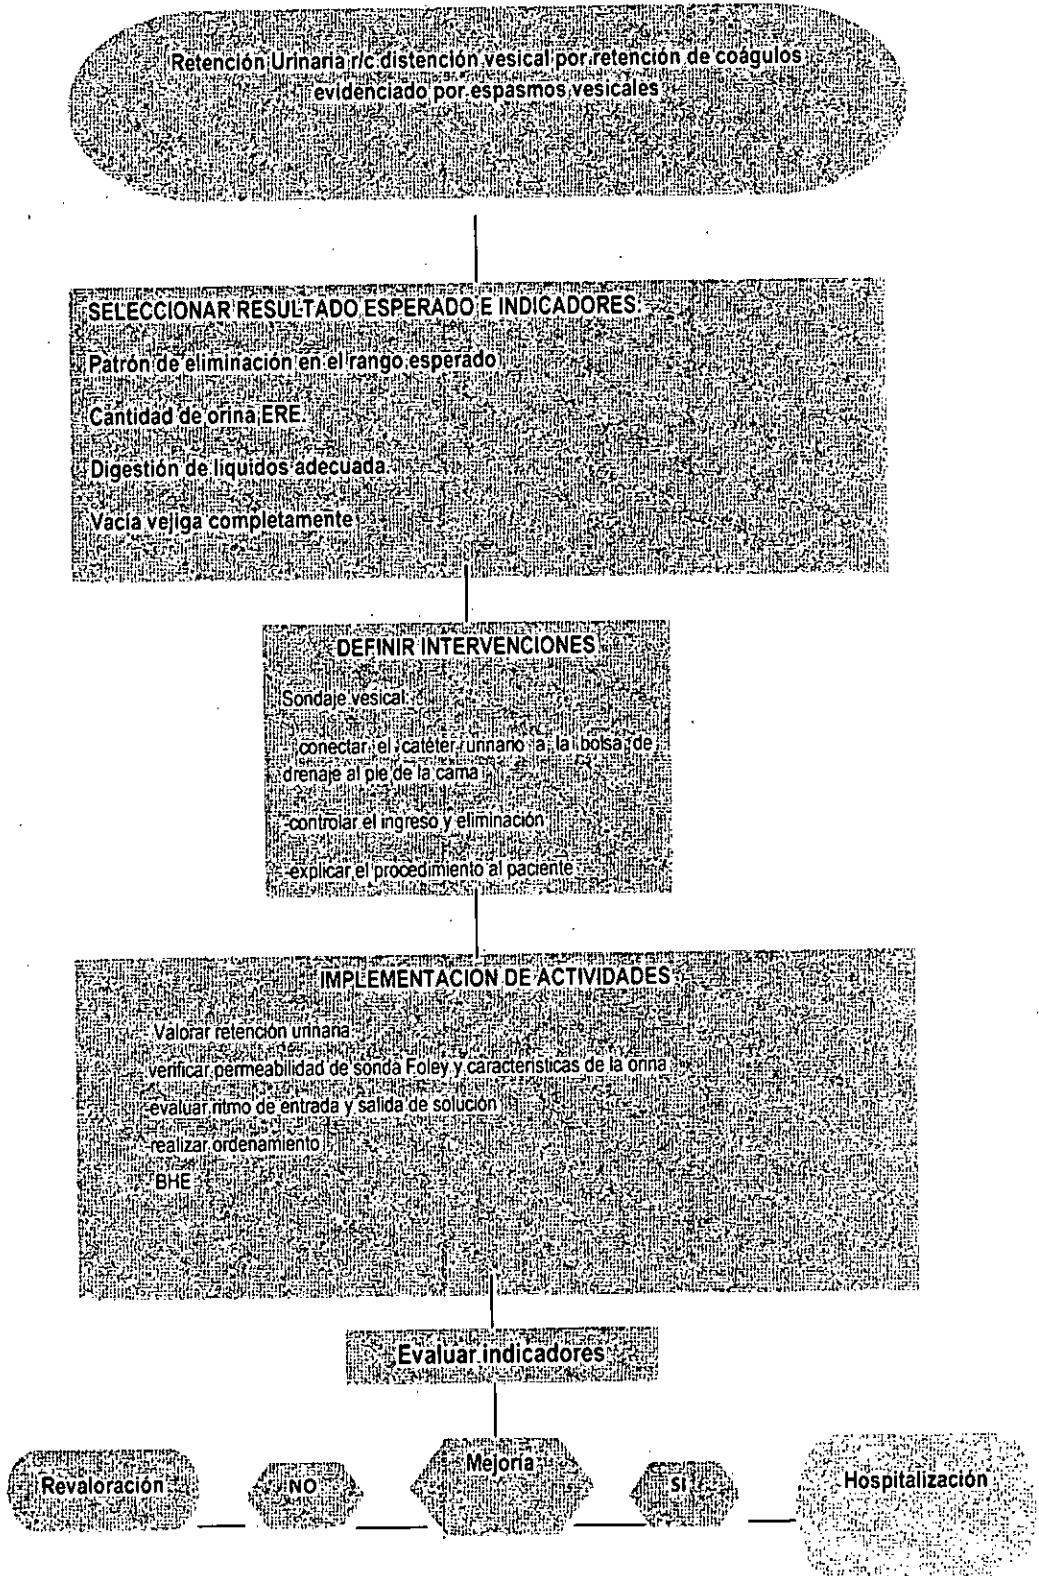 Retención Urinaria r/c distención vesical por retención de coágulos
evidenciado por espasmos vesicales
SELECCIONAR RESULTADO ESPERADO E INDICADORES.
Patrón de eliminación en el rango esperado
Cantidad de orina ERE.
Digestión de líquidos adecuada.
Vacía vejiga completamente
DEFINIR INTERVENCIONES
Sondaje vesical:
- conectar el catéter urinario a la bolsa de
drenaje al pie de la cama
-controlar el ingreso y eliminación
-explicar el procedimiento al paciente
IMPLEMENTACIÓN DE ACTIVIDADES
Valorar retención urinaria
verificar permeabilidad de sonda Foley y características de la orina
evaluar ritmo de entrada y salida de solución
realizar ordenamiento
BHE
Evaluar indicadores
Revaloración NO Mejoría SI Hospitalización